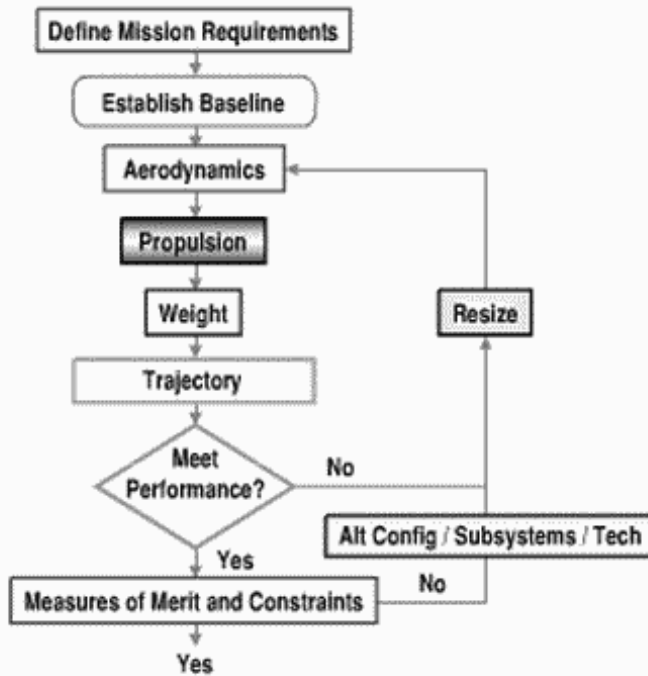 Define Mission Requirements
Establish Baseline
Aerodynamics
Propulsion
Weight
Resize
Trajectory
Meet
Performance?
No
Alt Config / Subsystems / Tech
Yes
Measures of Merit and Constraints
No
Yes